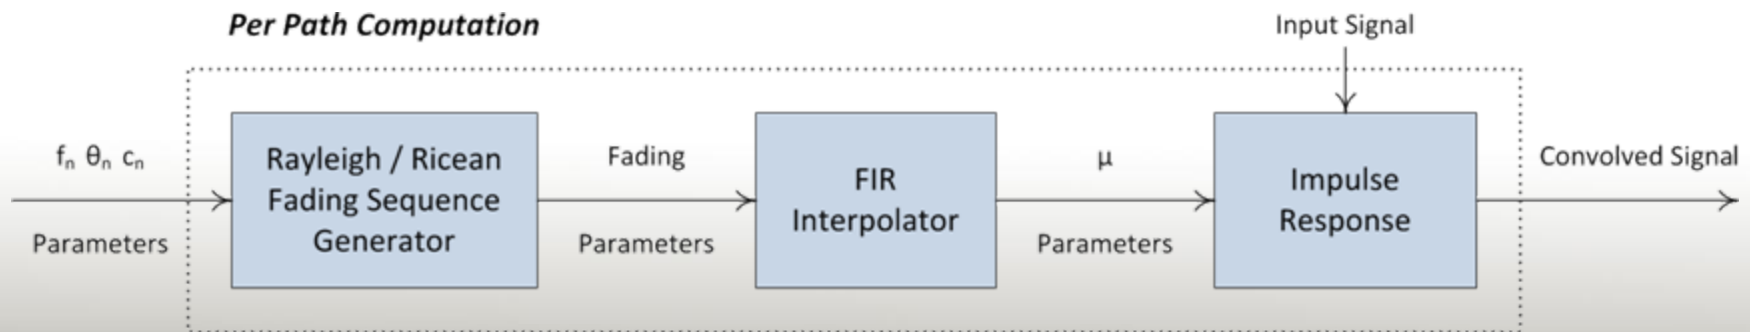 Per Path Computation
Input Signal
fₙ θₙ cₙ
Parameters
Rayleigh / Ricean
Fading Sequence
Generator
Fading
Parameters
FIR
Interpolator
μ
Parameters
Impulse
Response
Convolved Signal